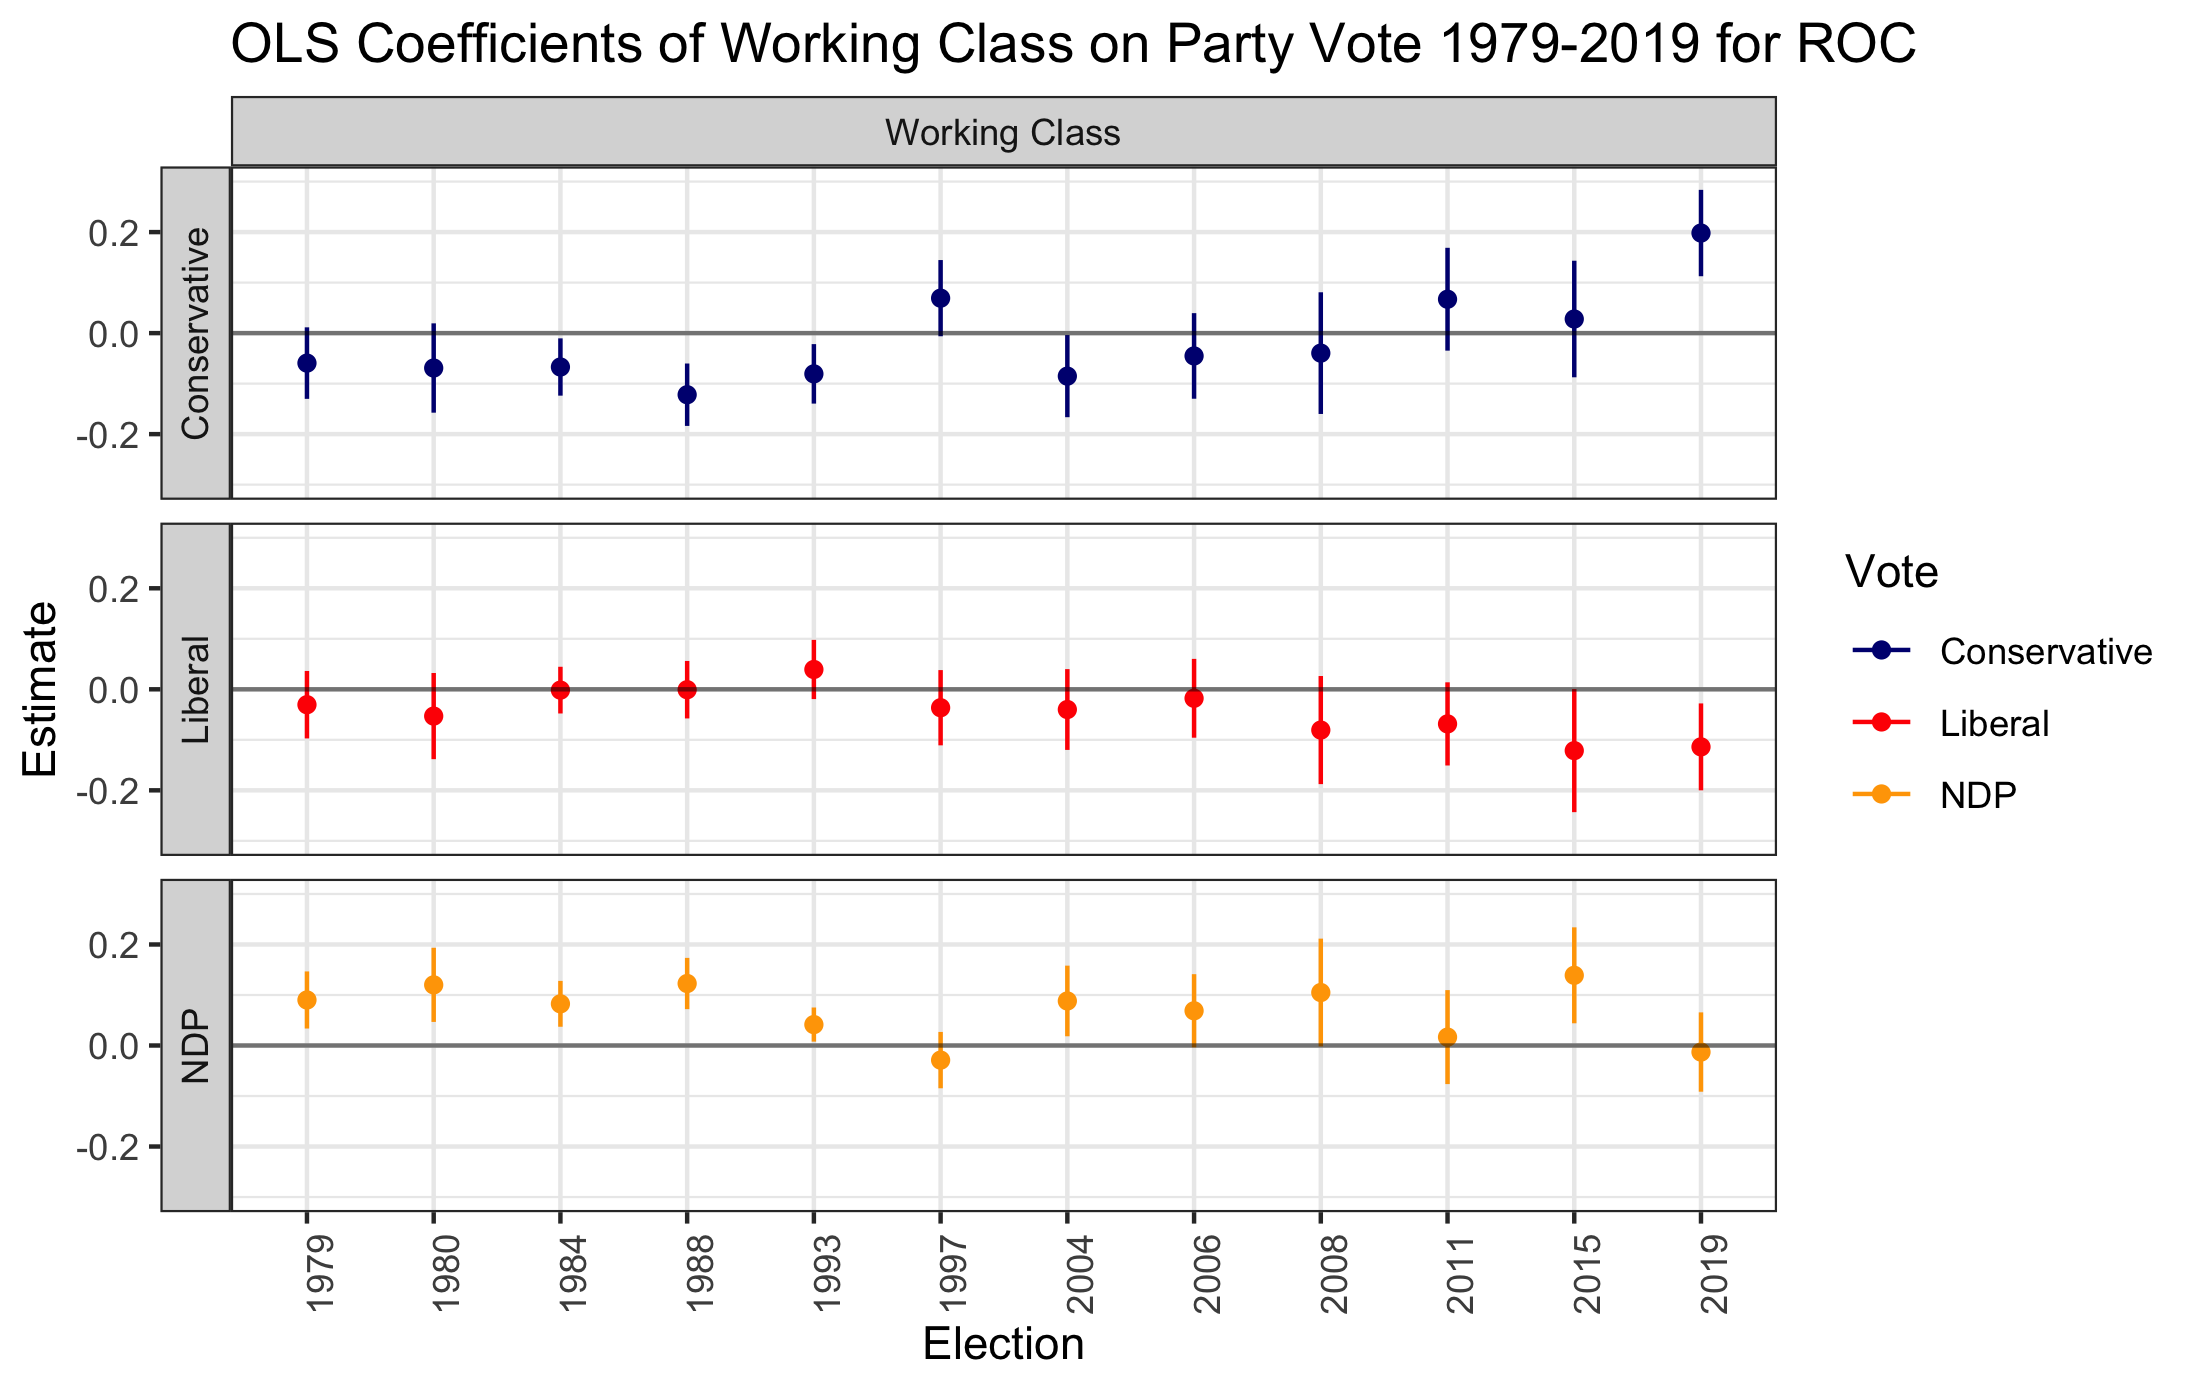 OLS Coefficients of Working Class on Party Vote 1979-2019 for ROC
Working Class
Conservative
0.2
0.0
-0.2
Liberal
0.2
0.0
-0.2
NDP
0.2
0.0
-0.2
Estimate
1979
1980
1984
1988
1993
1997
2004
2006
2008
2011
2015
2019
Election
Vote
Conservative
Liberal
NDP